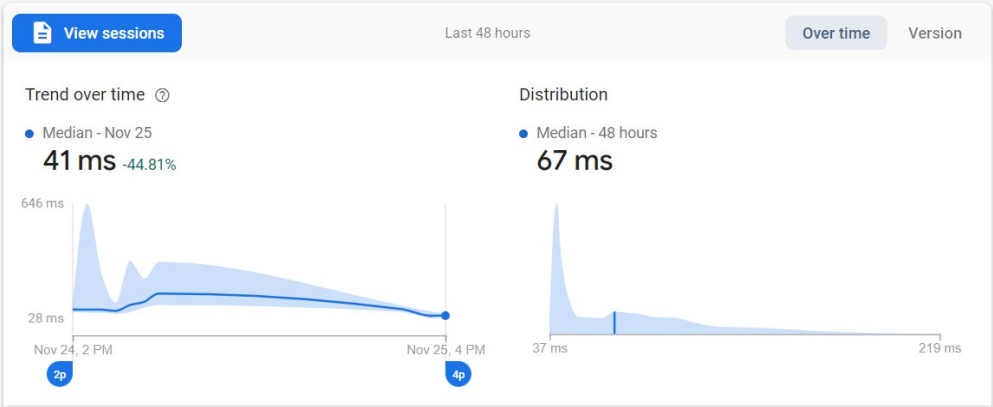 View sessions
Last 48 hours
Over time
Version
Trend over time
Median - Nov 25
41 ms -44.81%
646 ms
28 ms
Nov 24, 2 PM
Nov 25, 4 PM
2p
4p
Distribution
Median - 48 hours
67 ms
37 ms
219 ms